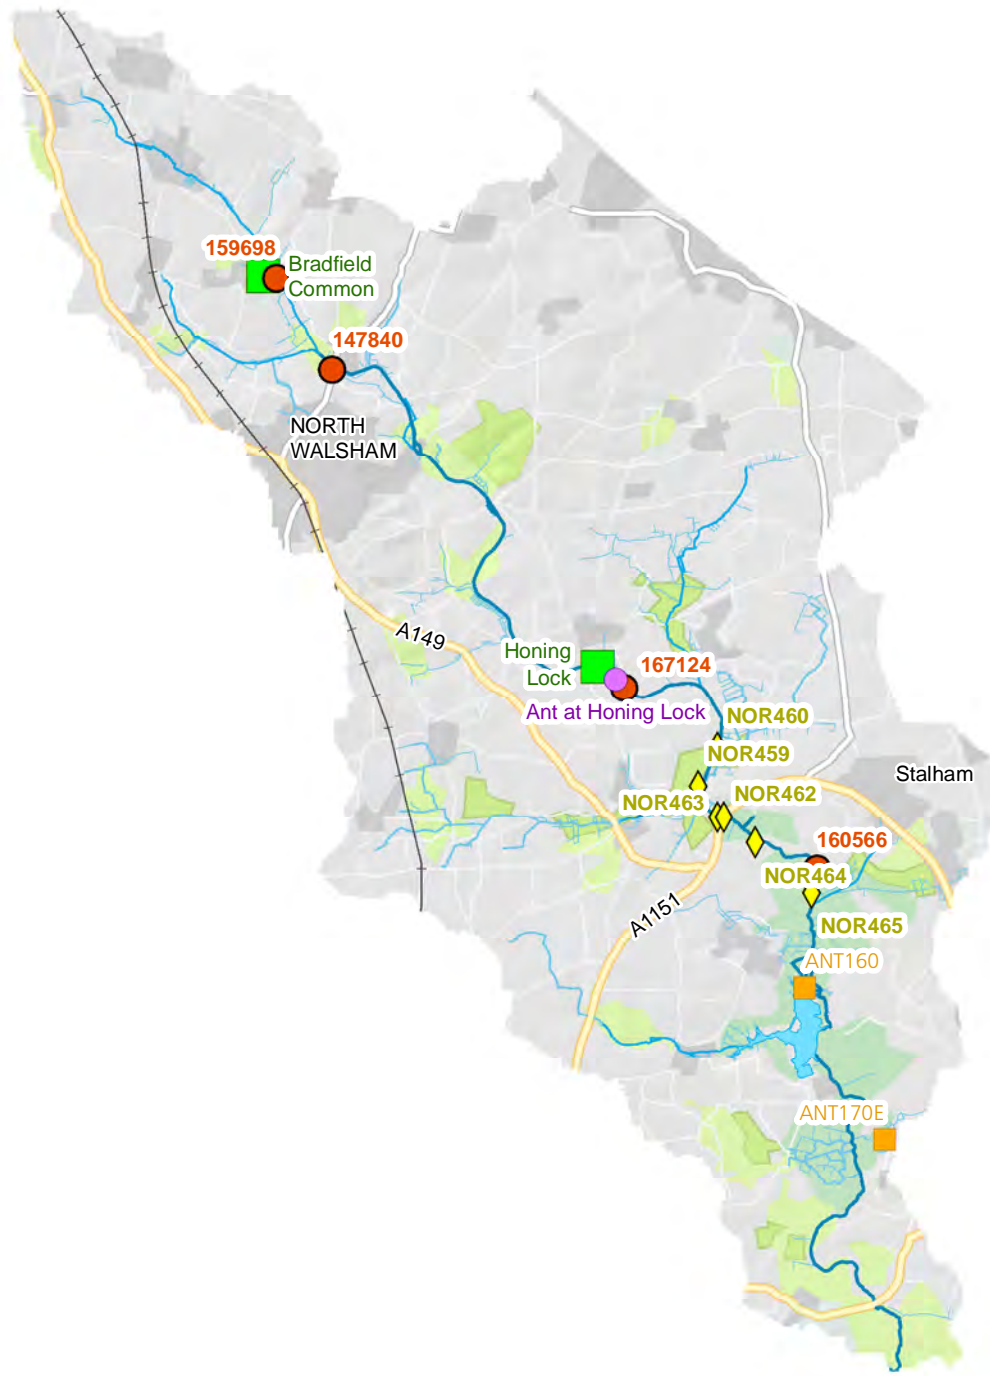 159698
Bradfield
Common
147840
NORTH
WALSHAM
A149
Honing
Lock
167124
Ant at Honing Lock
NOR460
NOR459
Stalham
NOR463
NOR462
160566
NOR464
A1151
NOR465
ANT160
ANT170E